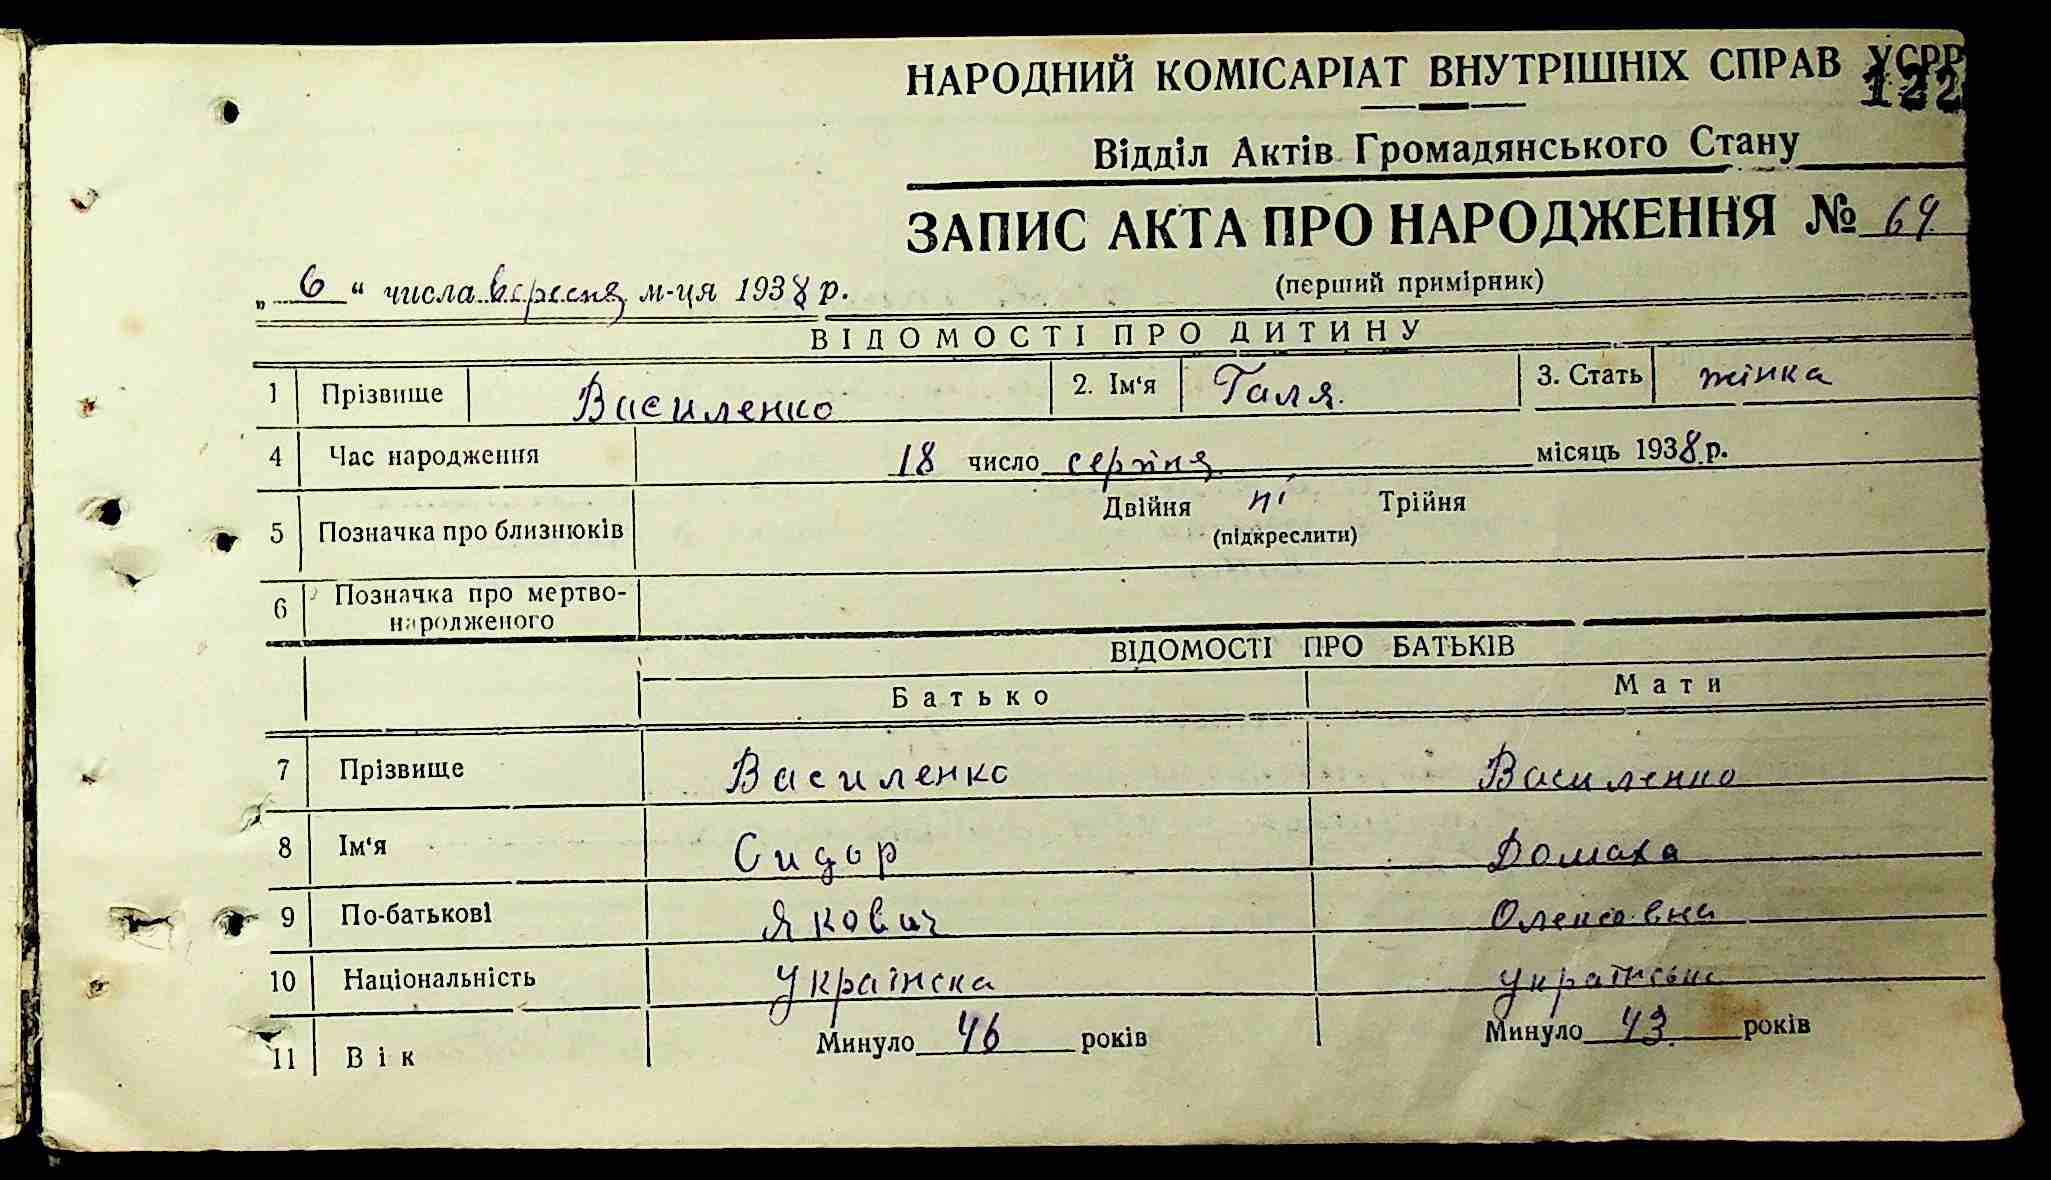 НАРОДНИЙ КОМІСАРІАТ ВНУТРІШНІХ СПРАВ УСРР
122
Відділ Актів Громадянського Стану
ЗАПИС АКТА ПРО НАРОДЖЕННЯ № 69
„ 6 “ числа вересня м-ця 1938 р.
(перший примірник)
ВІДОМОСТІ ПРО ДИТИНУ
1 Прізвище Василенко 2. Ім‘я Галя. 3. Стать жінка
4 Час народження 18 число серпня місяць 1938 р.
5 Позначка про близнюків Двійня ні Трійня
(підкреслити)
6 Позначка про мертво-
народженого
ВІДОМОСТІ ПРО БАТЬКІВ
Батько Мати
7 Прізвище Василенко Василенко
8 Ім‘я Сидор Домаха
9 По-батькові Якович Олексовна
10 Національність Українска українська
11 Вік Минуло 46 років Минуло 43 років